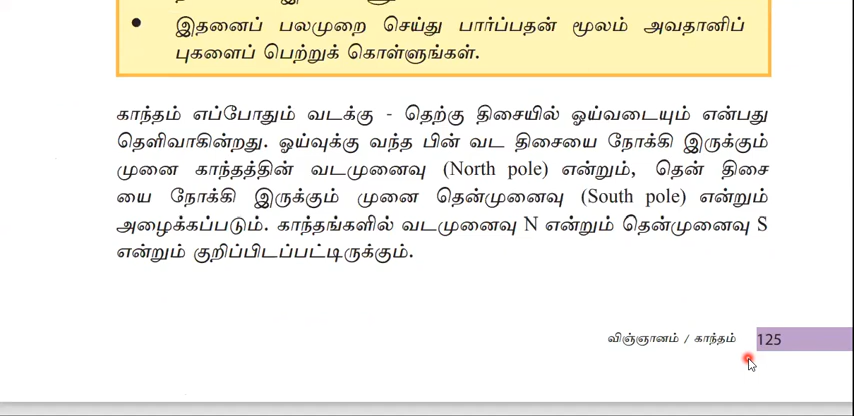 • இதனைப் பலமுறை செய்து பார்ப்பதன் மூலம் அவதானிப்
புகளைப் பெற்றுக் கொள்ளுங்கள்.
காந்தம் எப்போதும் வடக்கு - தெற்கு திசையில் ஓய்வடையும் என்பது
தெளிவாகின்றது. ஓய்வுக்கு வந்த பின் வட திசையை நோக்கி இருக்கும்
முனை காந்தத்தின் வடமுனைவு (North pole) என்றும், தென் திசை
யை நோக்கி இருக்கும் முனை தென்முனைவு (South pole) என்றும்
அழைக்கப்படும். காந்தங்களில் வடமுனைவு N என்றும் தென்முனைவு S
என்றும் குறிப்பிடப்பட்டிருக்கும்.
விஞ்ஞானம் / காந்தம் 125